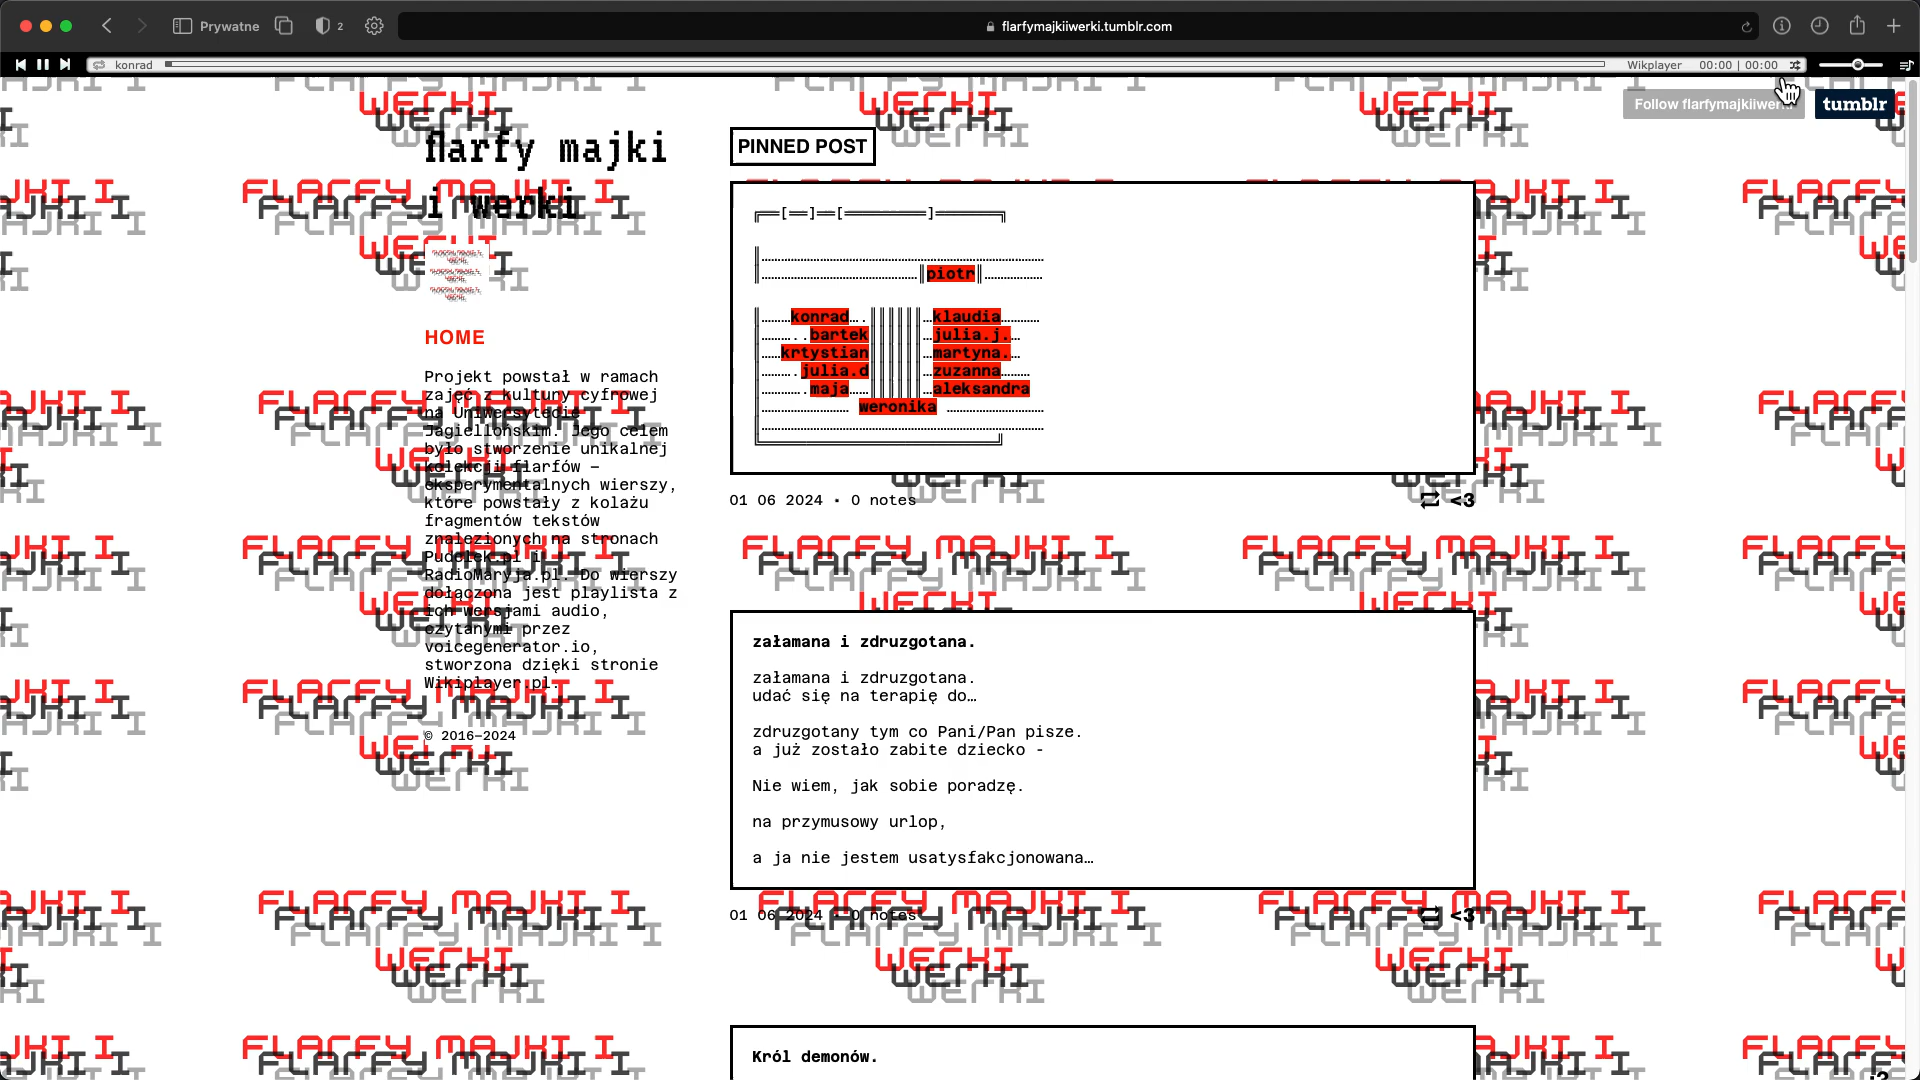 Prywatne
2
flarfymajkiiwerki.tumblr.com
konrad
Wikplayer
00:00 | 00:00
Follow flarfymajkiiwerki
tumblr
flarfy majki
i werki
HOME
Projekt powstał w ramach
zajęć z kultury cyfrowej
na Uniwersytecie
Jagiellońskim. Jego celem
było stworzenie unikalnej
kolekcji flarfów –
eksperymentalnych wierszy,
które powstały z kolażu
fragmentów tekstów
znalezionych na stronach
Pudelek.pl i
RadioMaryja.pl. Do wierszy
dołączona jest playlista z
ich wersjami audio,
czytanymi przez
voicegenerator.io,
stworzona dzięki stronie
Wikiplayer.pl.
© 2016–2024
PINNED POST
piotr
konrad klaudia
bartek julia.j.
krtystian martyna.
julia.d zuzanna
maja aleksandra
weronika
01 06 2024 • 0 notes
<3
załamana i zdruzgotana.
załamana i zdruzgotana.
udać się na terapię do…
zdruzgotany tym co Pani/Pan pisze.
a już zostało zabite dziecko -
Nie wiem, jak sobie poradzę.
na przymusowy urlop,
a ja nie jestem usatysfakcjonowana…
01 06 2024 • 0 notes
<3
Król demonów.
FLARFY MAJKI I
WERKI